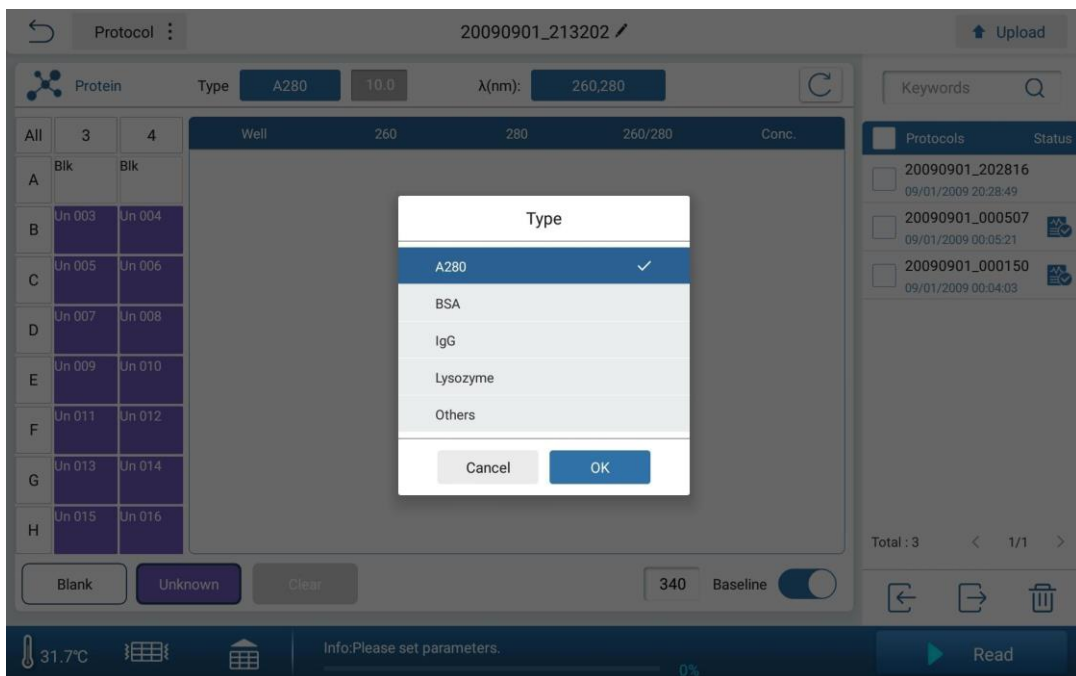 Protocol
20090901_213202
Upload
Protein
Type
A280
10.0
λ(nm):
260,280
Keywords
All 3 4
Well 260 280 260/280 Conc.
Protocols Status
A Blk Blk
B Un 003 Un 004
C Un 005 Un 006
D Un 007 Un 008
E Un 009 Un 010
F Un 011 Un 012
G Un 013 Un 014
H Un 015 Un 016
Type
A280
BSA
IgG
Lysozyme
Others
Cancel OK
20090901_202816
09/01/2009 20:28:49
20090901_000507
09/01/2009 00:05:21
20090901_000150
09/01/2009 00:04:03
Total : 3 < 1/1 >
Blank Unknown Clear
340 Baseline
31.7℃
Info:Please set parameters.
0%
Read